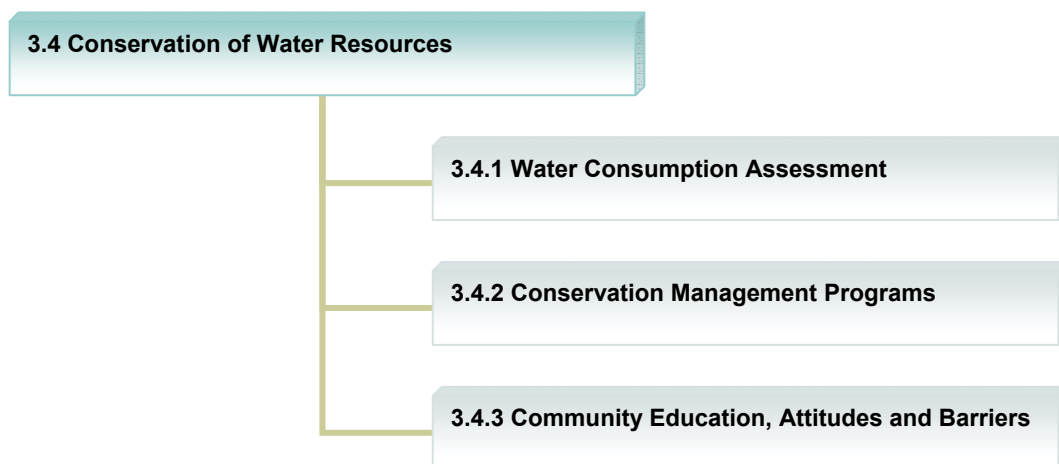 3.4 Conservation of Water Resources
3.4.1 Water Consumption Assessment
3.4.2 Conservation Management Programs
3.4.3 Community Education, Attitudes and Barriers